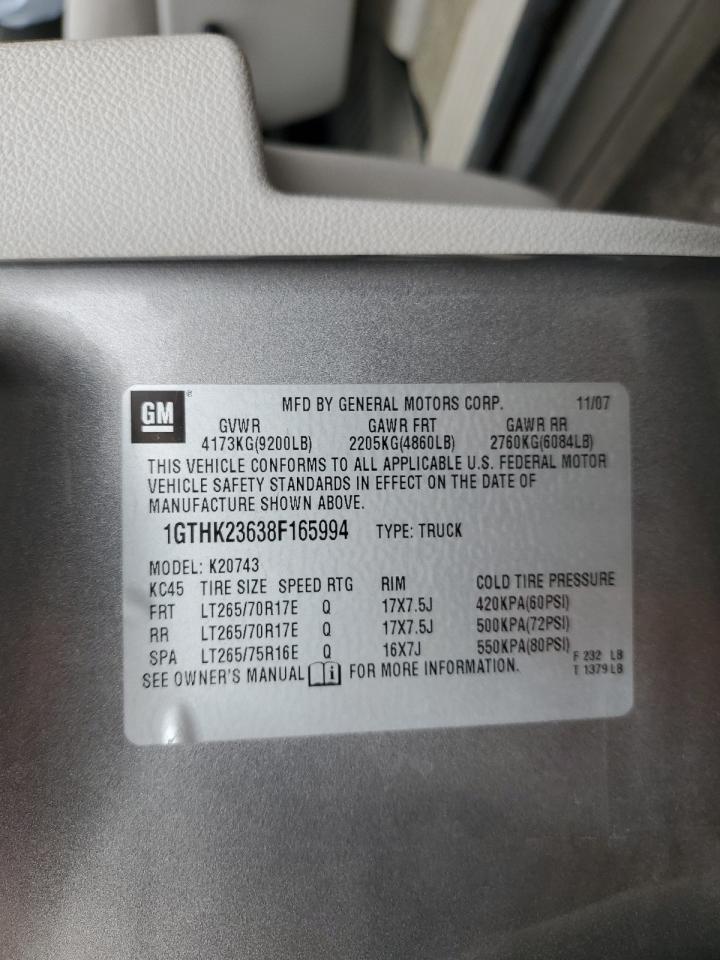 GM® MFD BY GENERAL MOTORS CORP. 11/07
GVWR GAWR FRT GAWR RR
4173KG(9200LB) 2205KG(4860LB) 2760KG(6084LB)
THIS VEHICLE CONFORMS TO ALL APPLICABLE U.S. FEDERAL MOTOR
VEHICLE SAFETY STANDARDS IN EFFECT ON THE DATE OF
MANUFACTURE SHOWN ABOVE.
1GTHK23638F165994 TYPE: TRUCK
MODEL: K20743
KC45 TIRE SIZE SPEED RTG RIM COLD TIRE PRESSURE
FRT LT265/70R17E Q 17X7.5J 420KPA(60PSI)
RR LT265/70R17E Q 17X7.5J 500KPA(72PSI)
SPA LT265/75R16E Q 16X7J 550KPA(80PSI) F 232 LB
SEE OWNER'S MANUAL i FOR MORE INFORMATION. T 1379 LB